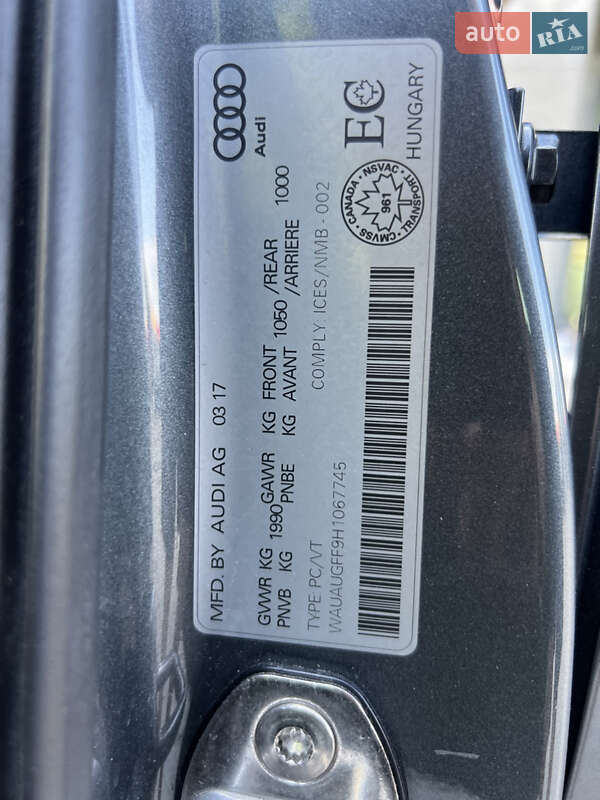 auto RIA.com
Audi
MFD. BY AUDI AG 03 17
GVWR KG 1990 GAWR KG FRONT 1050 /REAR 1000
PNVB KG PNBE KG AVANT /ARRIERE
TYPE PC/VT COMPLY: ICES/NMB - 002
WAUAUGFF9H1067745
CANADA · NSVAC · TRANSPORT · CMVSS ·
961
EC
HUNGARY